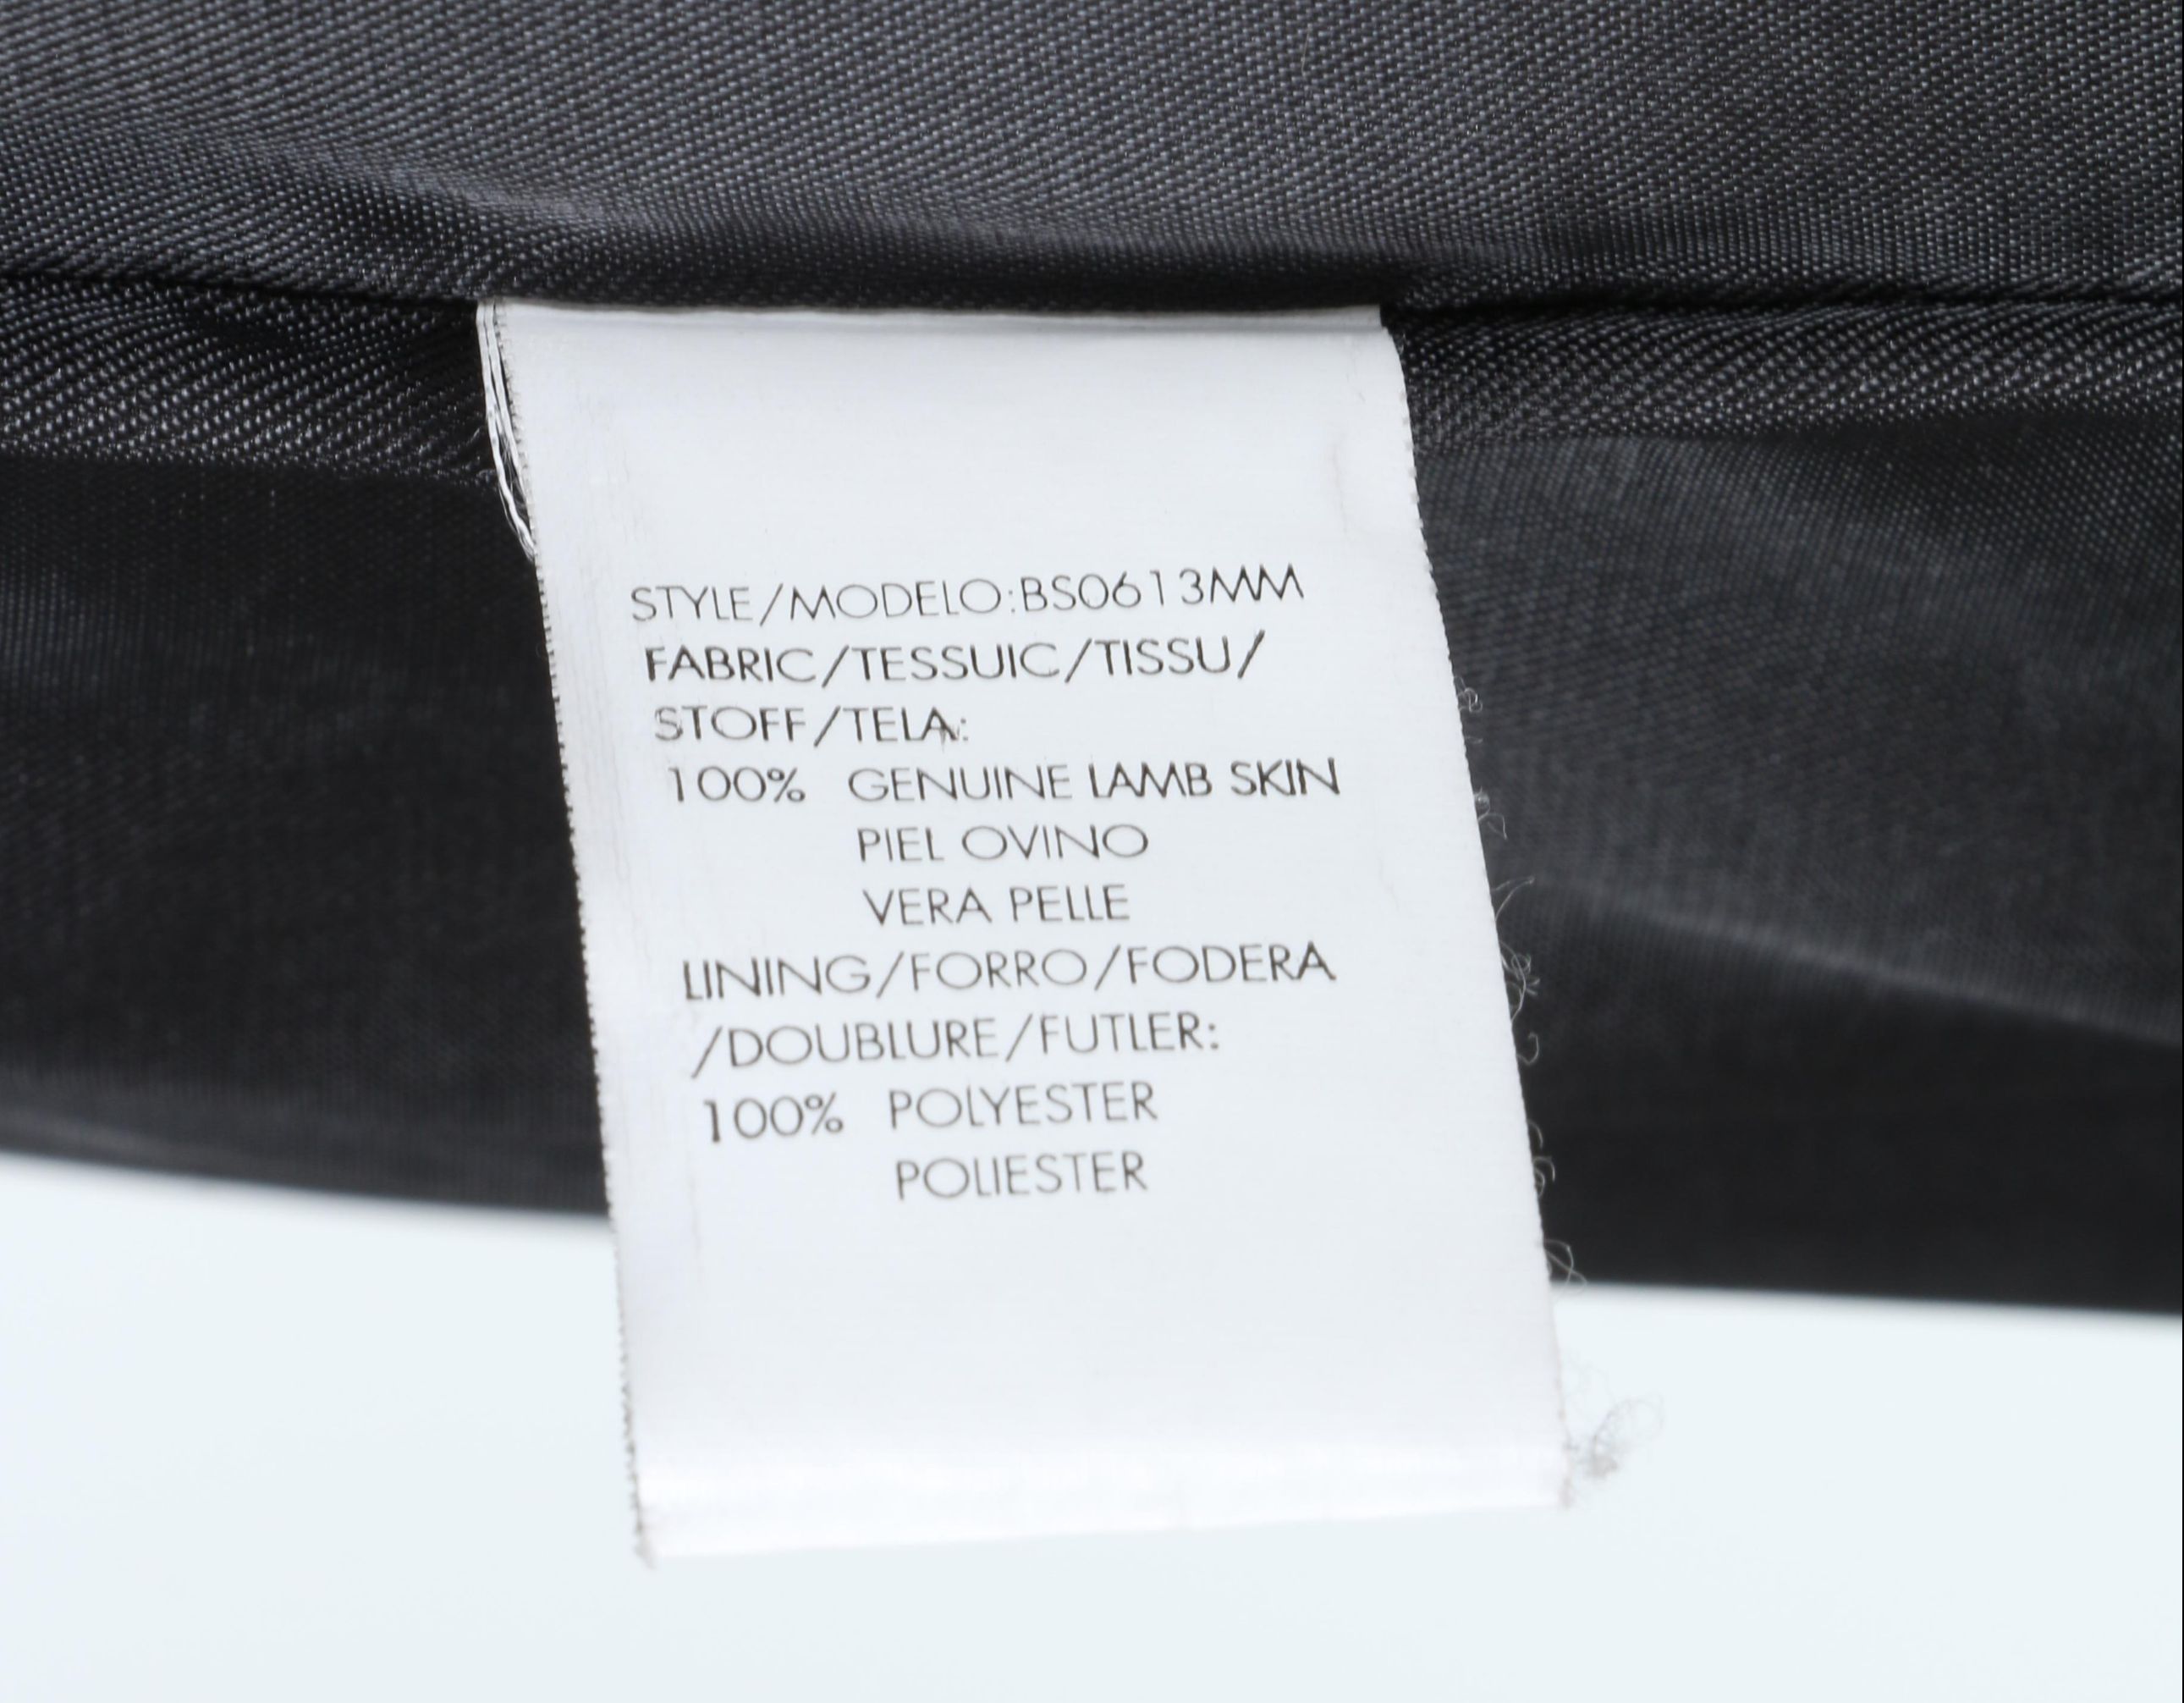 STYLE/MODELO:BS0613MM
FABRIC/TESSUIC/TISSU/
STOFF/TELA:
100% GENUINE LAMB SKIN
PIEL OVINO
VERA PELLE
LINING/FORRO/FODERA
/DOUBLURE/FUTLER:
100% POLYESTER
POLIESTER